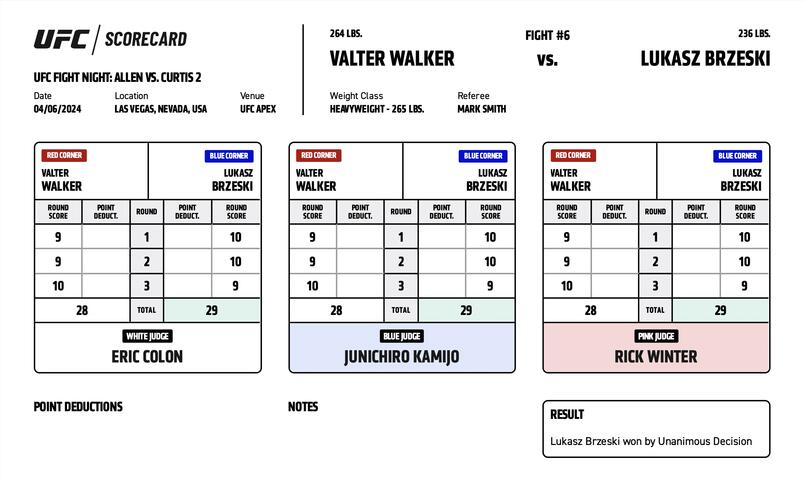 UFC SCORECARD
UFC FIGHT NIGHT: ALLEN VS. CURTIS 2
Date Location Venue
04/06/2024 LAS VEGAS, NEVADA, USA UFC APEX
264 LBS. FIGHT #6 236 LBS.
VALTER WALKER vs. LUKASZ BRZESKI
Weight Class Referee
HEAVYWEIGHT - 265 LBS. MARK SMITH
RED CORNER BLUE CORNER
VALTER LUKASZ
WALKER BRZESKI
ROUND SCORE POINT DEDUCT. ROUND POINT DEDUCT. ROUND SCORE
9 1 10
9 2 10
10 3 9
28 TOTAL 29
WHITE JUDGE
ERIC COLON
RED CORNER BLUE CORNER
VALTER LUKASZ
WALKER BRZESKI
ROUND SCORE POINT DEDUCT. ROUND POINT DEDUCT. ROUND SCORE
9 1 10
9 2 10
10 3 9
28 TOTAL 29
BLUE JUDGE
JUNICHIRO KAMIJO
RED CORNER BLUE CORNER
VALTER LUKASZ
WALKER BRZESKI
ROUND SCORE POINT DEDUCT. ROUND POINT DEDUCT. ROUND SCORE
9 1 10
9 2 10
10 3 9
28 TOTAL 29
PINK JUDGE
RICK WINTER
POINT DEDUCTIONS
NOTES
RESULT
Lukasz Brzeski won by Unanimous Decision